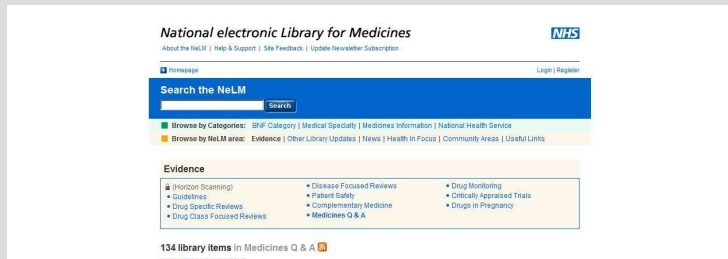 National electronic Library for Medicines
NHS
About the NeLM | Help & Support | Site Feedback | Update Newsletter Subscription
Homepage
Login | Register
Search the NeLM
Search
Browse by Categories: BNF Category | Medical Specialty | Medicines Information | National Health Service
Browse by NeLM area: Evidence | Other Library Updates | News | Health in Focus | Community Areas | Useful Links
Evidence
(Horizon Scanning)
• Guidelines
• Drug Specific Reviews
• Drug Class Focused Reviews
• Disease Focused Reviews
• Patient Safety
• Complementary Medicine
• Medicines Q & A
• Drug Monitoring
• Critically Appraised Trials
• Drugs in Pregnancy
134 library items in Medicines Q & A